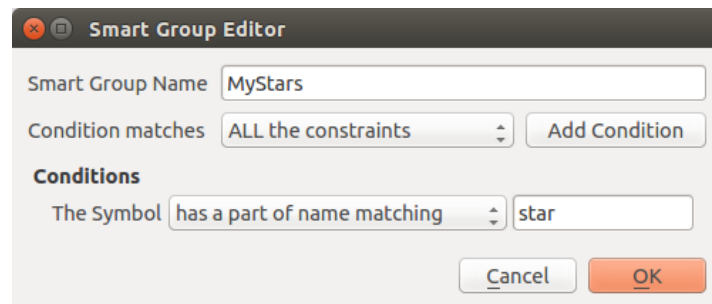 Smart Group Editor
Smart Group Name MyStars
Condition matches ALL the constraints Add Condition
Conditions
The Symbol has a part of name matching star
Cancel OK